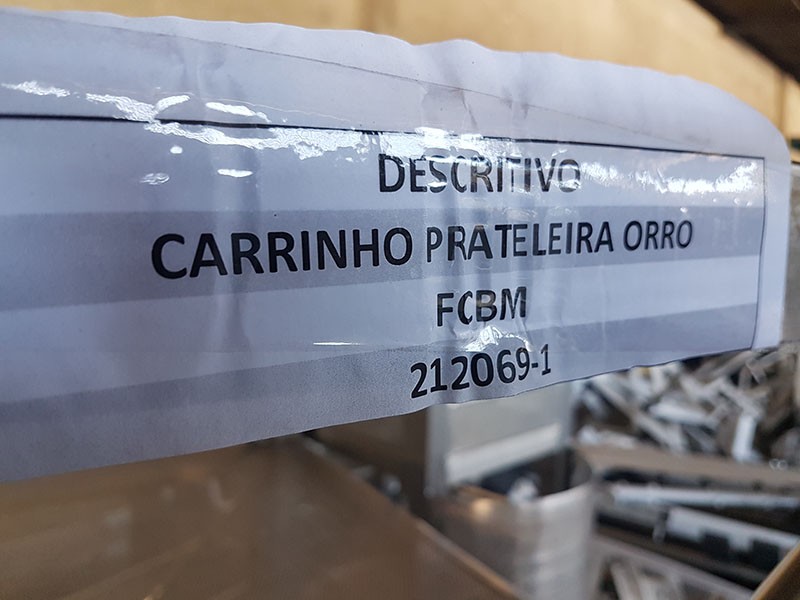 DESCRITIVO
CARRINHO PRATELEIRA ORRO
FCBM
212069-1